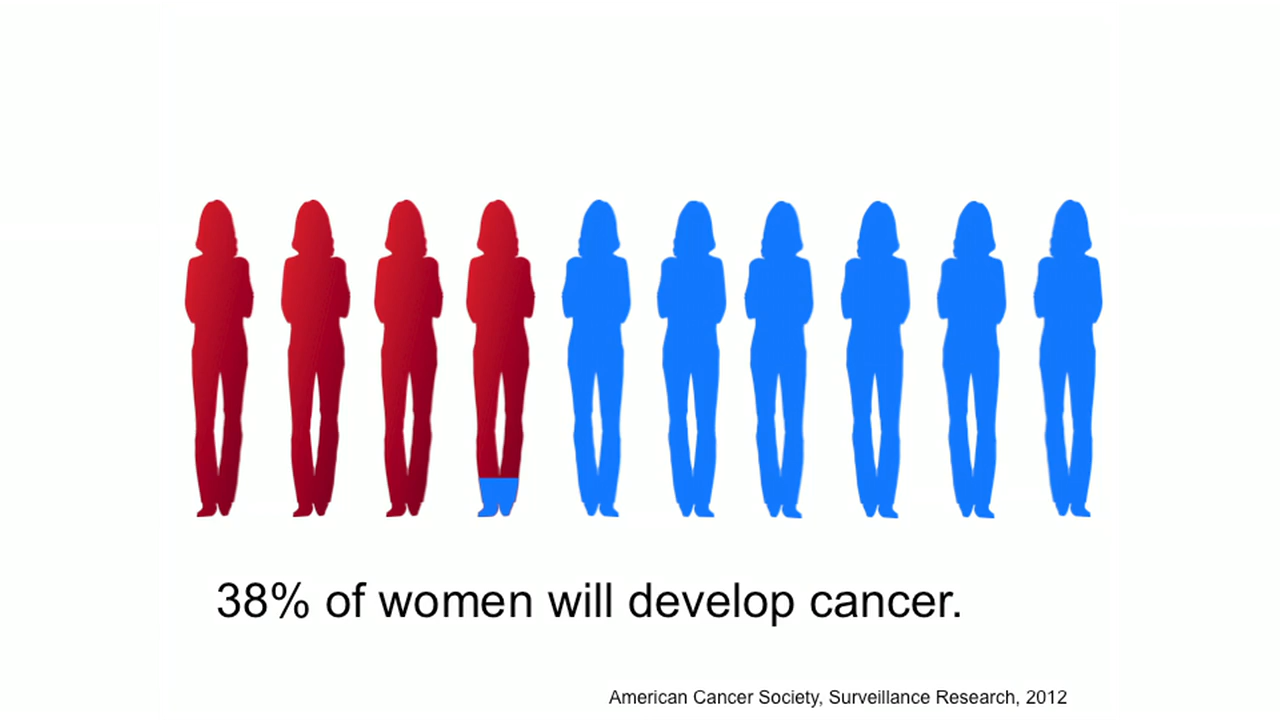 38% of women will develop cancer.
American Cancer Society, Surveillance Research, 2012